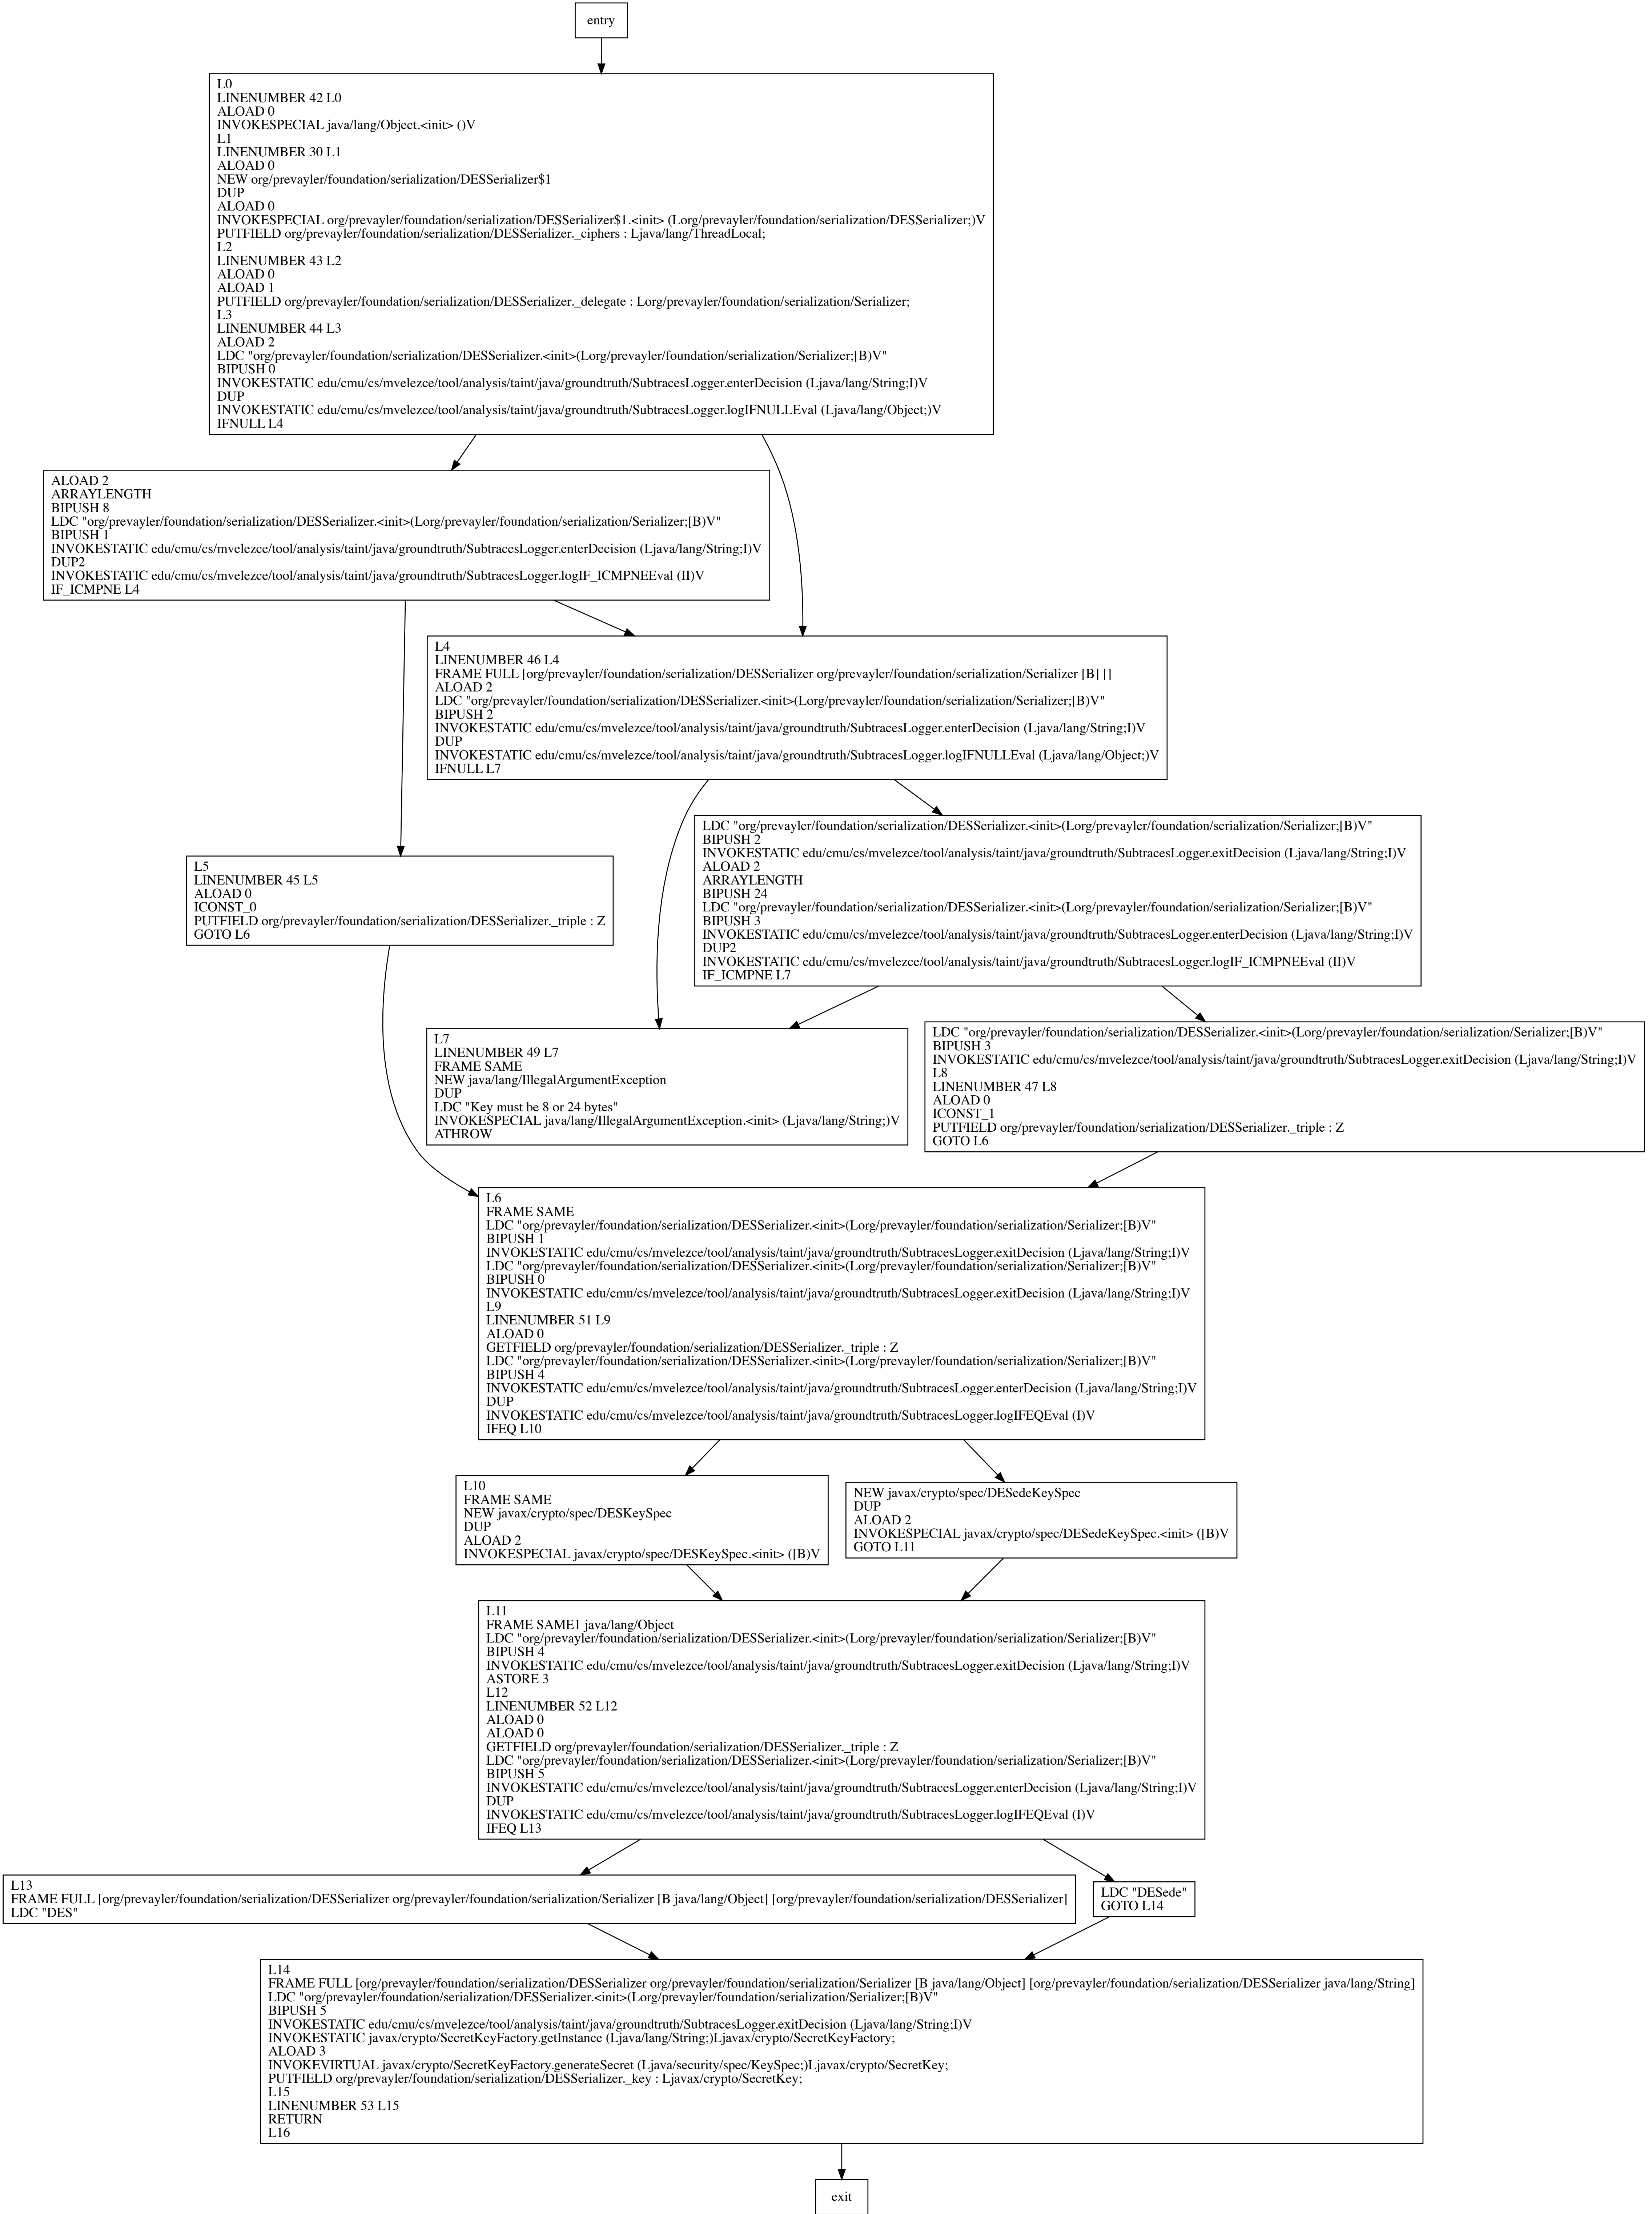 entry
L0
LINENUMBER 42 L0
ALOAD 0
INVOKESPECIAL java/lang/Object.<init> ()V
L1
LINENUMBER 30 L1
ALOAD 0
NEW org/prevayler/foundation/serialization/DESSerializer$1
DUP
ALOAD 0
INVOKESPECIAL org/prevayler/foundation/serialization/DESSerializer$1.<init> (Lorg/prevayler/foundation/serialization/DESSerializer;)V
PUTFIELD org/prevayler/foundation/serialization/DESSerializer._ciphers : Ljava/lang/ThreadLocal;
L2
LINENUMBER 43 L2
ALOAD 0
ALOAD 1
PUTFIELD org/prevayler/foundation/serialization/DESSerializer._delegate : Lorg/prevayler/foundation/serialization/Serializer;
L3
LINENUMBER 44 L3
ALOAD 2
LDC "org/prevayler/foundation/serialization/DESSerializer.<init>(Lorg/prevayler/foundation/serialization/Serializer;[B)V"
BIPUSH 0
INVOKESTATIC edu/cmu/cs/mvelezce/tool/analysis/taint/java/groundtruth/SubtracesLogger.enterDecision (Ljava/lang/String;I)V
DUP
INVOKESTATIC edu/cmu/cs/mvelezce/tool/analysis/taint/java/groundtruth/SubtracesLogger.logIFNULLEval (Ljava/lang/Object;)V
IFNULL L4
ALOAD 2
ARRAYLENGTH
BIPUSH 8
LDC "org/prevayler/foundation/serialization/DESSerializer.<init>(Lorg/prevayler/foundation/serialization/Serializer;[B)V"
BIPUSH 1
INVOKESTATIC edu/cmu/cs/mvelezce/tool/analysis/taint/java/groundtruth/SubtracesLogger.enterDecision (Ljava/lang/String;I)V
DUP2
INVOKESTATIC edu/cmu/cs/mvelezce/tool/analysis/taint/java/groundtruth/SubtracesLogger.logIF_ICMPNEEval (II)V
IF_ICMPNE L4
L4
LINENUMBER 46 L4
FRAME FULL [org/prevayler/foundation/serialization/DESSerializer org/prevayler/foundation/serialization/Serializer [B] []
ALOAD 2
LDC "org/prevayler/foundation/serialization/DESSerializer.<init>(Lorg/prevayler/foundation/serialization/Serializer;[B)V"
BIPUSH 2
INVOKESTATIC edu/cmu/cs/mvelezce/tool/analysis/taint/java/groundtruth/SubtracesLogger.enterDecision (Ljava/lang/String;I)V
DUP
INVOKESTATIC edu/cmu/cs/mvelezce/tool/analysis/taint/java/groundtruth/SubtracesLogger.logIFNULLEval (Ljava/lang/Object;)V
IFNULL L7
LDC "org/prevayler/foundation/serialization/DESSerializer.<init>(Lorg/prevayler/foundation/serialization/Serializer;[B)V"
BIPUSH 2
INVOKESTATIC edu/cmu/cs/mvelezce/tool/analysis/taint/java/groundtruth/SubtracesLogger.exitDecision (Ljava/lang/String;I)V
ALOAD 2
ARRAYLENGTH
BIPUSH 24
LDC "org/prevayler/foundation/serialization/DESSerializer.<init>(Lorg/prevayler/foundation/serialization/Serializer;[B)V"
BIPUSH 3
INVOKESTATIC edu/cmu/cs/mvelezce/tool/analysis/taint/java/groundtruth/SubtracesLogger.enterDecision (Ljava/lang/String;I)V
DUP2
INVOKESTATIC edu/cmu/cs/mvelezce/tool/analysis/taint/java/groundtruth/SubtracesLogger.logIF_ICMPNEEval (II)V
IF_ICMPNE L7
L5
LINENUMBER 45 L5
ALOAD 0
ICONST_0
PUTFIELD org/prevayler/foundation/serialization/DESSerializer._triple : Z
GOTO L6
L7
LINENUMBER 49 L7
FRAME SAME
NEW java/lang/IllegalArgumentException
DUP
LDC "Key must be 8 or 24 bytes"
INVOKESPECIAL java/lang/IllegalArgumentException.<init> (Ljava/lang/String;)V
ATHROW
LDC "org/prevayler/foundation/serialization/DESSerializer.<init>(Lorg/prevayler/foundation/serialization/Serializer;[B)V"
BIPUSH 3
INVOKESTATIC edu/cmu/cs/mvelezce/tool/analysis/taint/java/groundtruth/SubtracesLogger.exitDecision (Ljava/lang/String;I)V
L8
LINENUMBER 47 L8
ALOAD 0
ICONST_1
PUTFIELD org/prevayler/foundation/serialization/DESSerializer._triple : Z
GOTO L6
L6
FRAME SAME
LDC "org/prevayler/foundation/serialization/DESSerializer.<init>(Lorg/prevayler/foundation/serialization/Serializer;[B)V"
BIPUSH 1
INVOKESTATIC edu/cmu/cs/mvelezce/tool/analysis/taint/java/groundtruth/SubtracesLogger.exitDecision (Ljava/lang/String;I)V
LDC "org/prevayler/foundation/serialization/DESSerializer.<init>(Lorg/prevayler/foundation/serialization/Serializer;[B)V"
BIPUSH 0
INVOKESTATIC edu/cmu/cs/mvelezce/tool/analysis/taint/java/groundtruth/SubtracesLogger.exitDecision (Ljava/lang/String;I)V
L9
LINENUMBER 51 L9
ALOAD 0
GETFIELD org/prevayler/foundation/serialization/DESSerializer._triple : Z
LDC "org/prevayler/foundation/serialization/DESSerializer.<init>(Lorg/prevayler/foundation/serialization/Serializer;[B)V"
BIPUSH 4
INVOKESTATIC edu/cmu/cs/mvelezce/tool/analysis/taint/java/groundtruth/SubtracesLogger.enterDecision (Ljava/lang/String;I)V
DUP
INVOKESTATIC edu/cmu/cs/mvelezce/tool/analysis/taint/java/groundtruth/SubtracesLogger.logIFEQEval (I)V
IFEQ L10
L10
FRAME SAME
NEW javax/crypto/spec/DESKeySpec
DUP
ALOAD 2
INVOKESPECIAL javax/crypto/spec/DESKeySpec.<init> ([B)V
NEW javax/crypto/spec/DESedeKeySpec
DUP
ALOAD 2
INVOKESPECIAL javax/crypto/spec/DESedeKeySpec.<init> ([B)V
GOTO L11
L11
FRAME SAME1 java/lang/Object
LDC "org/prevayler/foundation/serialization/DESSerializer.<init>(Lorg/prevayler/foundation/serialization/Serializer;[B)V"
BIPUSH 4
INVOKESTATIC edu/cmu/cs/mvelezce/tool/analysis/taint/java/groundtruth/SubtracesLogger.exitDecision (Ljava/lang/String;I)V
ASTORE 3
L12
LINENUMBER 52 L12
ALOAD 0
ALOAD 0
GETFIELD org/prevayler/foundation/serialization/DESSerializer._triple : Z
LDC "org/prevayler/foundation/serialization/DESSerializer.<init>(Lorg/prevayler/foundation/serialization/Serializer;[B)V"
BIPUSH 5
INVOKESTATIC edu/cmu/cs/mvelezce/tool/analysis/taint/java/groundtruth/SubtracesLogger.enterDecision (Ljava/lang/String;I)V
DUP
INVOKESTATIC edu/cmu/cs/mvelezce/tool/analysis/taint/java/groundtruth/SubtracesLogger.logIFEQEval (I)V
IFEQ L13
L13
FRAME FULL [org/prevayler/foundation/serialization/DESSerializer org/prevayler/foundation/serialization/Serializer [B java/lang/Object] [org/prevayler/foundation/serialization/DESSerializer]
LDC "DES"
LDC "DESede"
GOTO L14
L14
FRAME FULL [org/prevayler/foundation/serialization/DESSerializer org/prevayler/foundation/serialization/Serializer [B java/lang/Object] [org/prevayler/foundation/serialization/DESSerializer java/lang/String]
LDC "org/prevayler/foundation/serialization/DESSerializer.<init>(Lorg/prevayler/foundation/serialization/Serializer;[B)V"
BIPUSH 5
INVOKESTATIC edu/cmu/cs/mvelezce/tool/analysis/taint/java/groundtruth/SubtracesLogger.exitDecision (Ljava/lang/String;I)V
INVOKESTATIC javax/crypto/SecretKeyFactory.getInstance (Ljava/lang/String;)Ljavax/crypto/SecretKeyFactory;
ALOAD 3
INVOKEVIRTUAL javax/crypto/SecretKeyFactory.generateSecret (Ljava/security/spec/KeySpec;)Ljavax/crypto/SecretKey;
PUTFIELD org/prevayler/foundation/serialization/DESSerializer._key : Ljavax/crypto/SecretKey;
L15
LINENUMBER 53 L15
RETURN
L16
exit